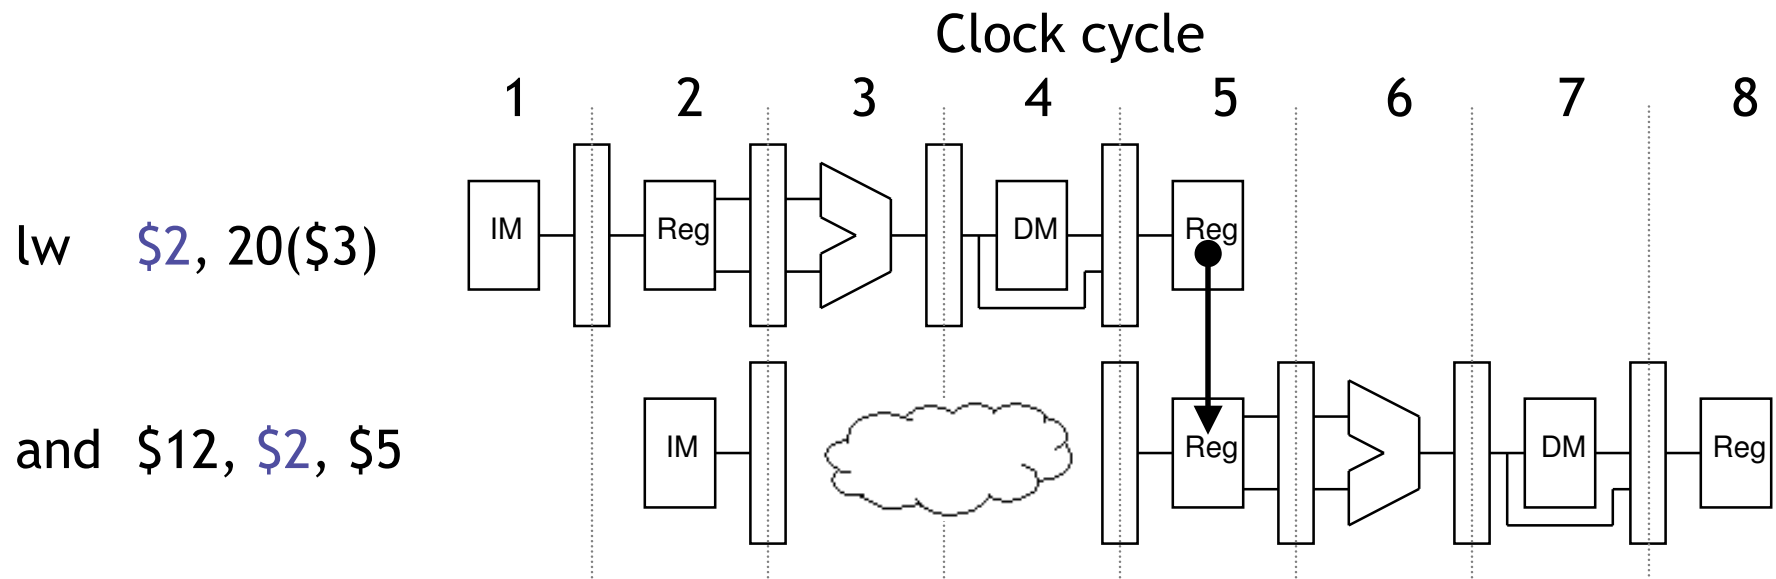 Clock cycle
1 2 3 4 5 6 7 8
lw $2, 20($3)
IM Reg DM Reg
and $12, $2, $5
IM Reg DM Reg